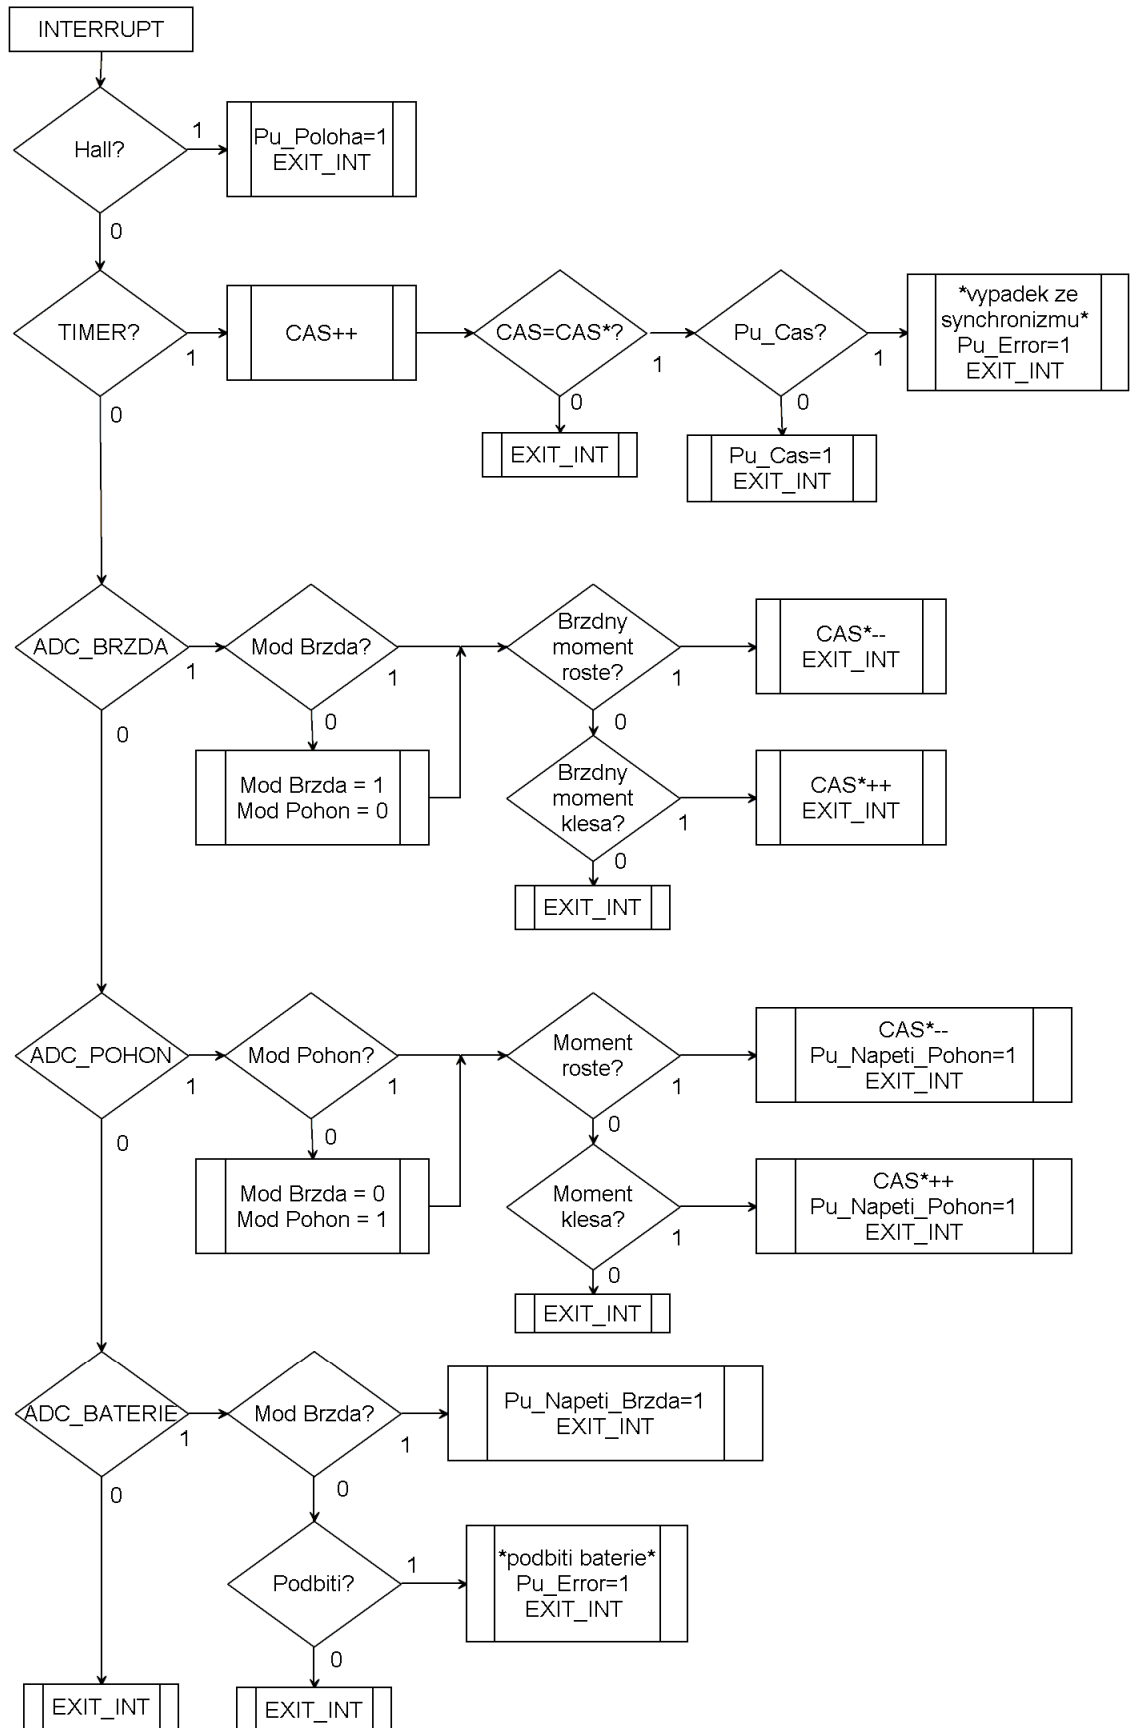 INTERRUPT
Hall?
1
Pu_Poloha=1
EXIT_INT
0
TIMER?
1
CAS++
CAS=CAS*?
1
Pu_Cas?
1
*vypadek ze
synchronizmu*
Pu_Error=1
EXIT_INT
0
0
0
EXIT_INT
Pu_Cas=1
EXIT_INT
ADC_BRZDA
1
Mod Brzda?
1
Brzdny
moment
roste?
1
CAS*--
EXIT_INT
0
0
0
Mod Brzda = 1
Mod Pohon = 0
Brzdny
moment
klesa?
1
CAS*++
EXIT_INT
0
EXIT_INT
ADC_POHON
1
Mod Pohon?
1
Moment
roste?
1
CAS*--
Pu_Napeti_Pohon=1
EXIT_INT
0
0
0
Mod Brzda = 0
Mod Pohon = 1
Moment
klesa?
1
CAS*++
Pu_Napeti_Pohon=1
EXIT_INT
0
EXIT_INT
ADC_BATERIE
1
Mod Brzda?
1
Pu_Napeti_Brzda=1
EXIT_INT
0
0
Podbiti?
1
*podbiti baterie*
Pu_Error=1
EXIT_INT
0
EXIT_INT
EXIT_INT